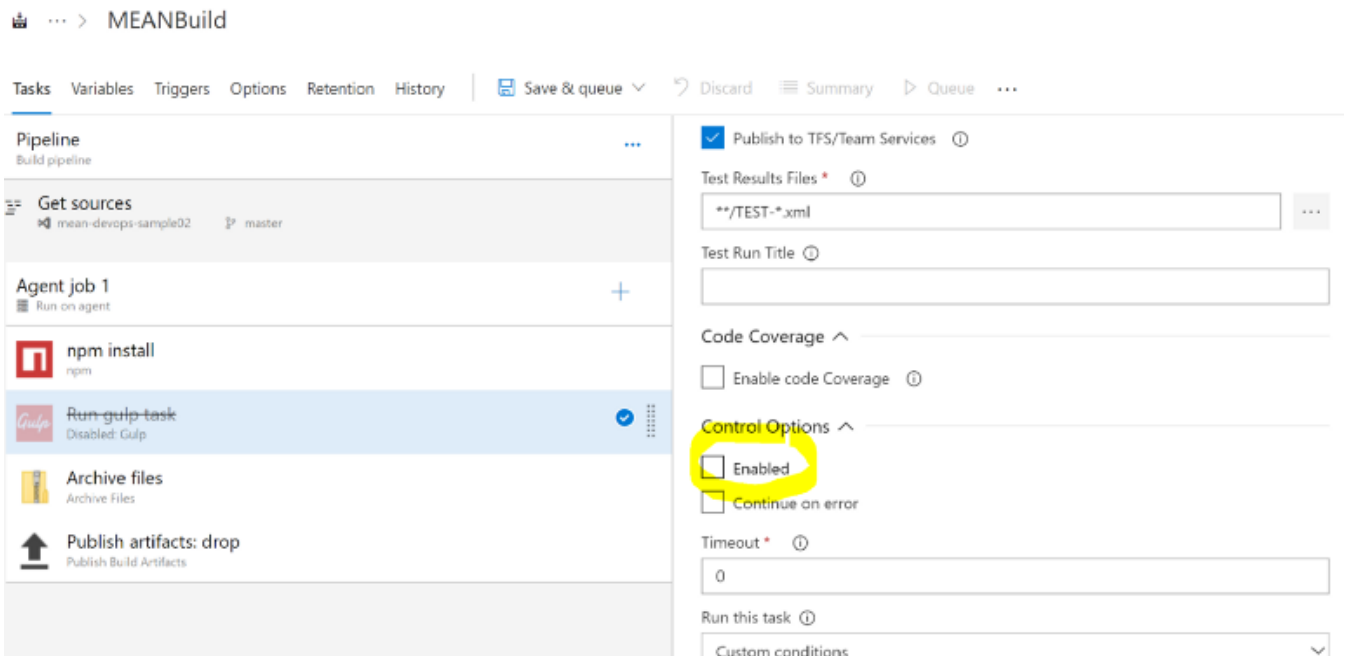 ··· > MEANBuild
Tasks Variables Triggers Options Retention History Save & queue Discard Summary Queue ···
Pipeline
Build pipeline
Get sources
mean-devops-sample02 master
Agent job 1
Run on agent
npm install
npm
Gulp
Run gulp task
Disabled: Gulp
Archive files
Archive Files
Publish artifacts: drop
Publish Build Artifacts
Publish to TFS/Team Services
Test Results Files *
**/TEST-*.xml
Test Run Title
Code Coverage
Enable code Coverage
Control Options
Enabled
Continue on error
Timeout *
0
Run this task
Custom conditions